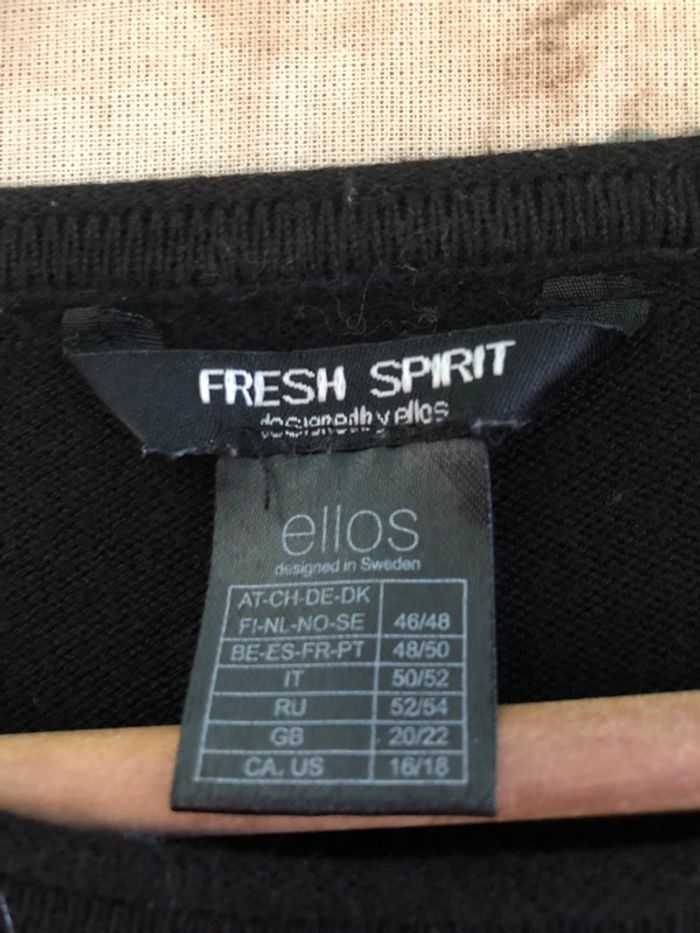 FRESH SPIRIT
designed by ellos
ellos
designed in Sweden
AT-CH-DE-DK
FI-NL-NO-SE 46/48
BE-ES-FR-PT 48/50
IT 50/52
RU 52/54
GB 20/22
CA. US 16/18